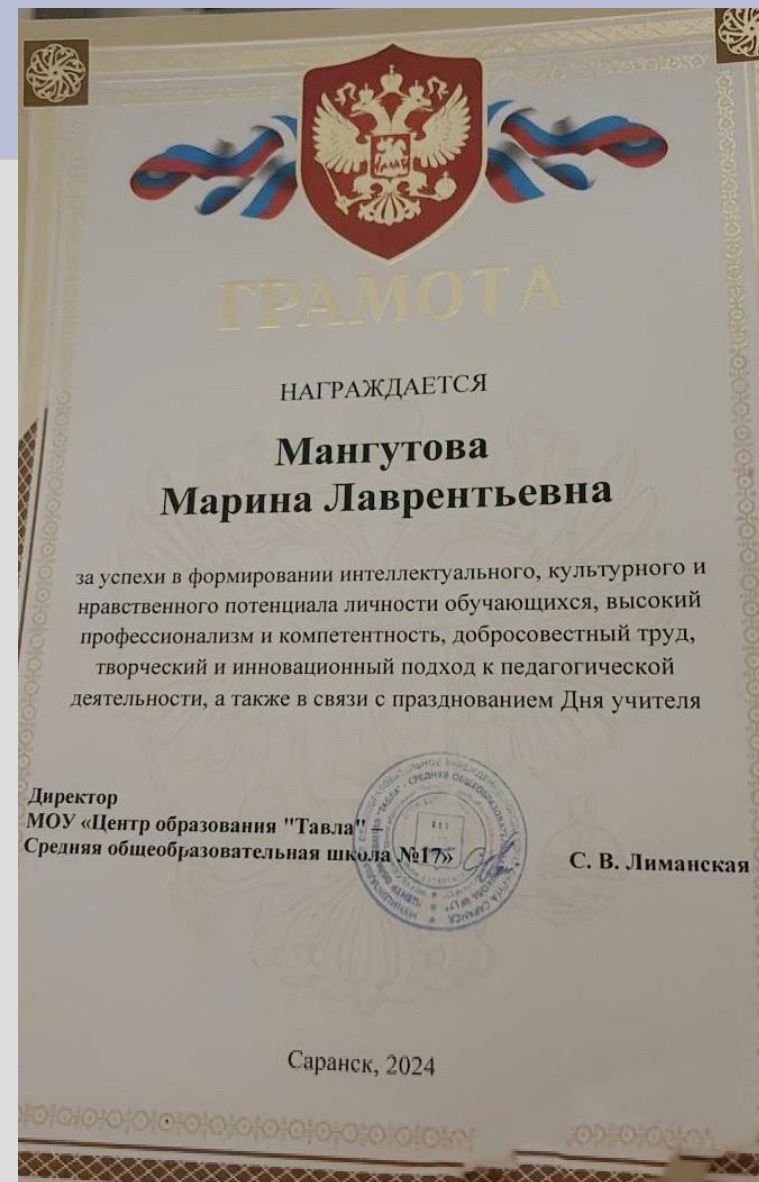 ГРАМОТА
НАГРАЖДАЕТСЯ
Мангутова
Марина Лаврентьевна
за успехи в формировании интеллектуального, культурного и
нравственного потенциала личности обучающихся, высокий
профессионализм и компетентность, добросовестный труд,
творческий и инновационный подход к педагогической
деятельности, а также в связи с празднованием Дня учителя
Директор
МОУ «Центр образования "Тавла" –
Средняя общеобразовательная школа №17»
С. В. Лиманская
Саранск, 2024